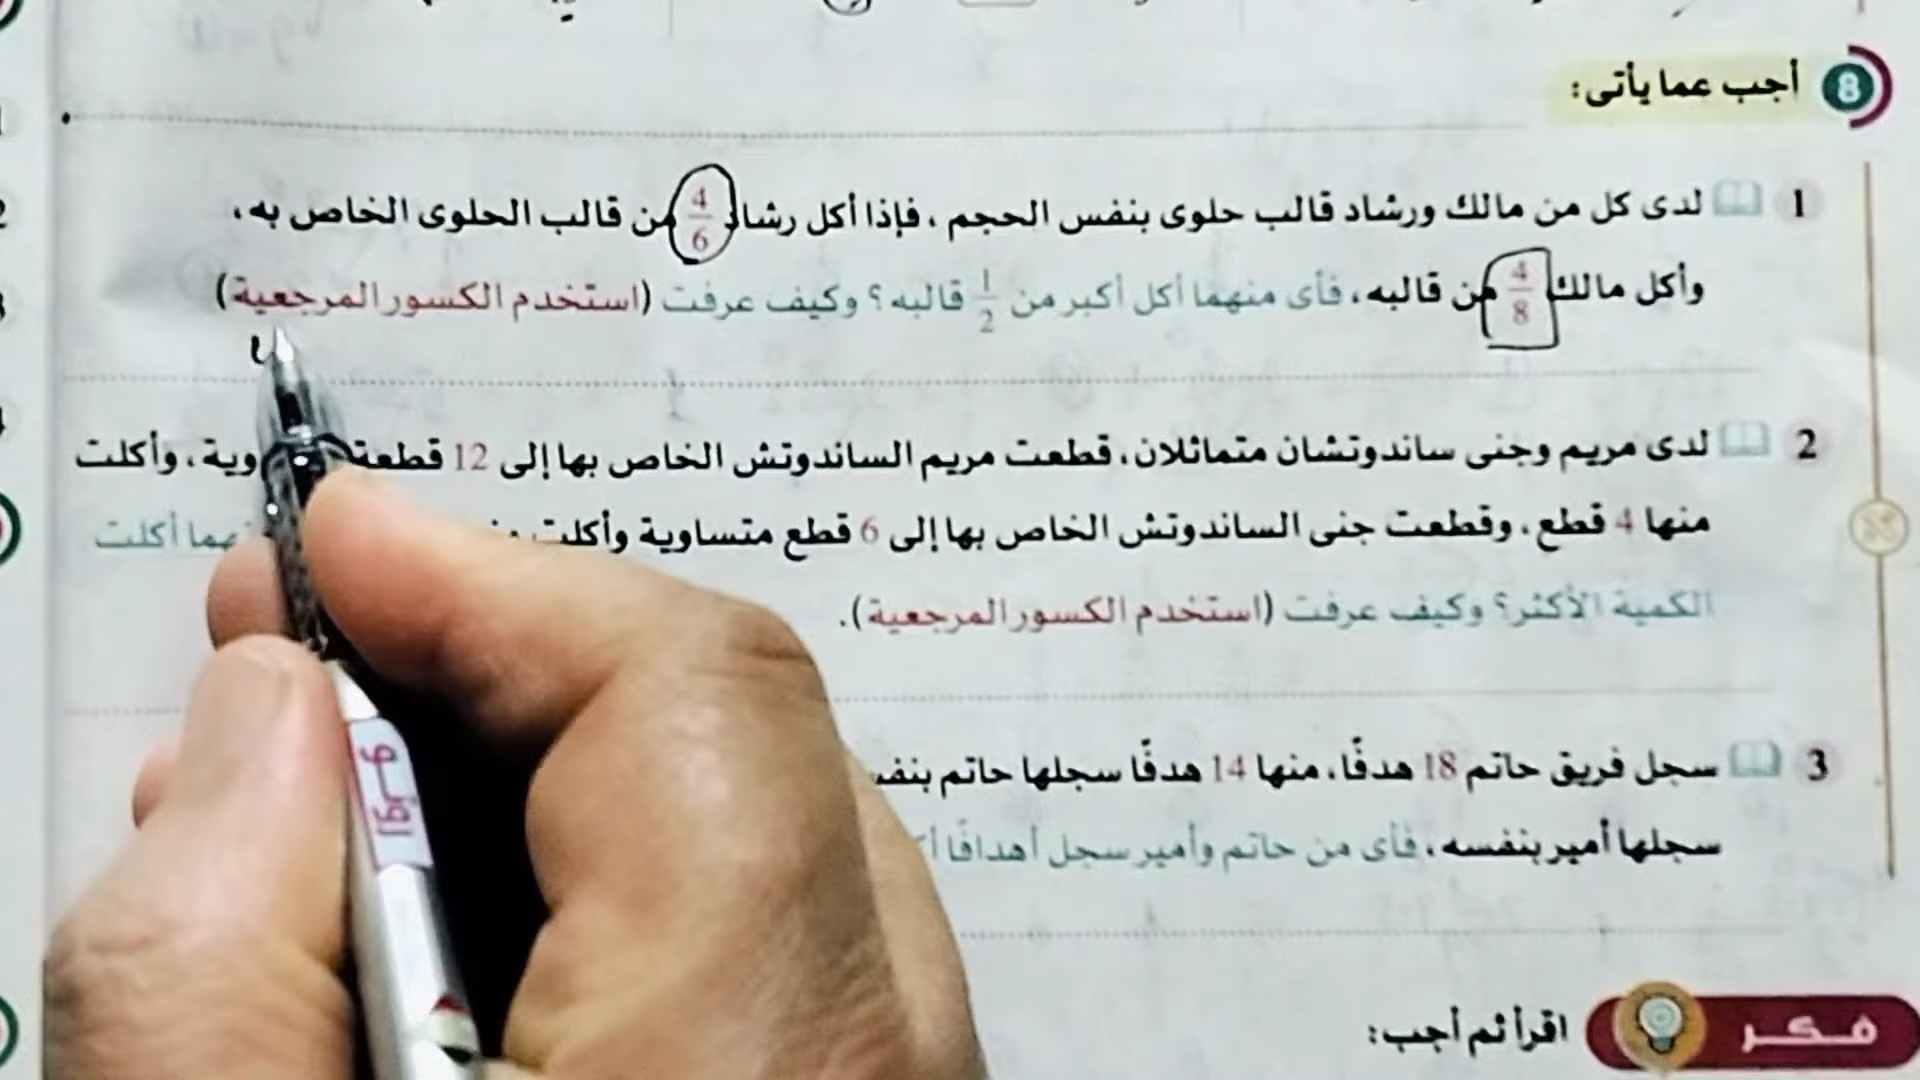 8 أجب عما يأتى:
1 لدى كل من مالك ورشاد قالب حلوى بنفس الحجم ، فإذا أكل رشاد 4/6 من قالب الحلوى الخاص به ،
وأكل مالك 4/8 من قالبه، فأى منهما أكل أكبر من 1/2 قالبه ؟ وكيف عرفت (استخدم الكسور المرجعية)
2 لدى مريم وجنى ساندوتشان متماثلان، قطعت مريم الساندوتش الخاص بها إلى 12 قطعة ، وأكلت
منها 4 قطع، وقطعت جنى الساندوتش الخاص بها إلى 6 قطع متساوية وأكلت أكلت
الكمية الأكثر؟ وكيف عرفت (استخدم الكسور المرجعية).
3 سجل فريق حاتم 18 هدفًا، منها 14 هدفًا سجلها حاتم
سجلها أمير بنفسه ، فأى من حاتم وأمير سجل أهدافًا
فكر اقرأ ثم أجب: